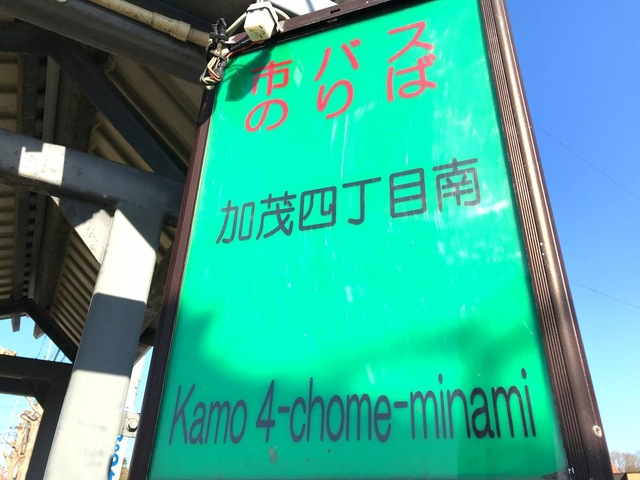 市バス
のりば
加茂四丁目南
Kamo 4-chome-minami